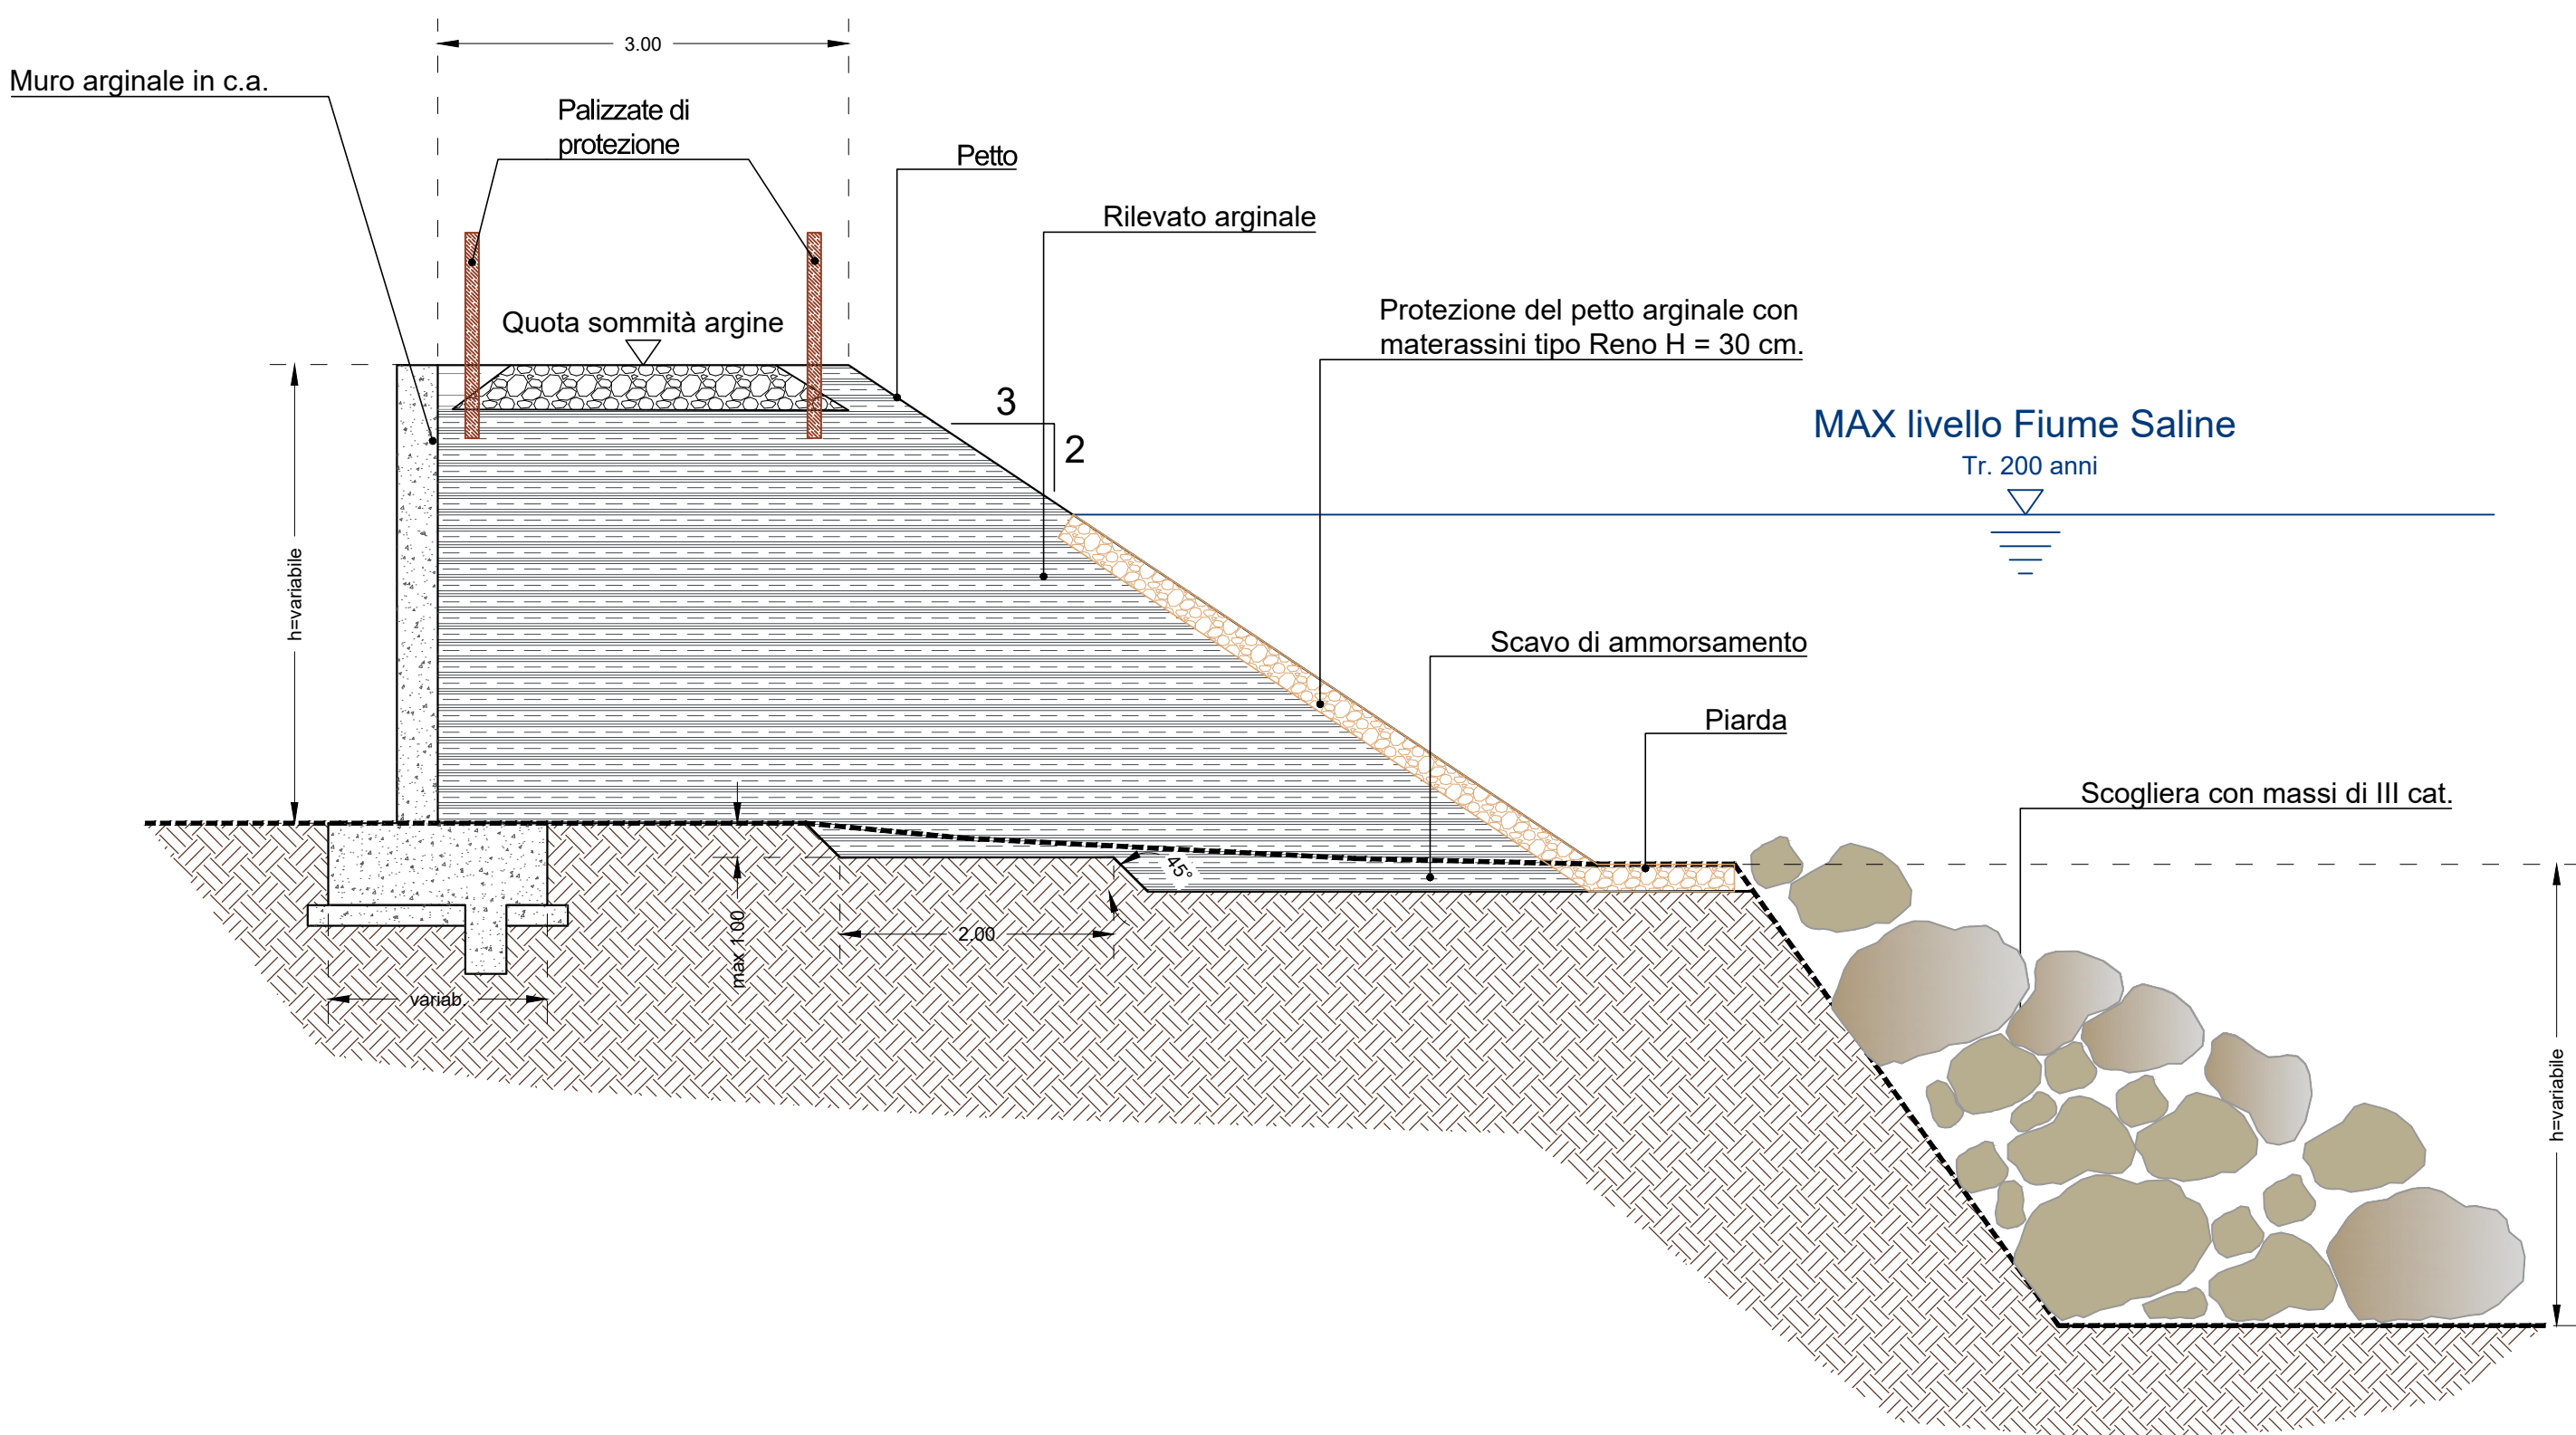 3.00
Muro arginale in c.a.
Palizzate di
protezione
Petto
Rilevato arginale
Quota sommità argine
Protezione del petto arginale con
materassini tipo Reno H = 30 cm.
3
2
MAX livello Fiume Saline
Tr. 200 anni
h=variabile
Scavo di ammorsamento
Piarda
Scogliera con massi di III cat.
45°
max 1.00
2.00
variab.
h=variabile